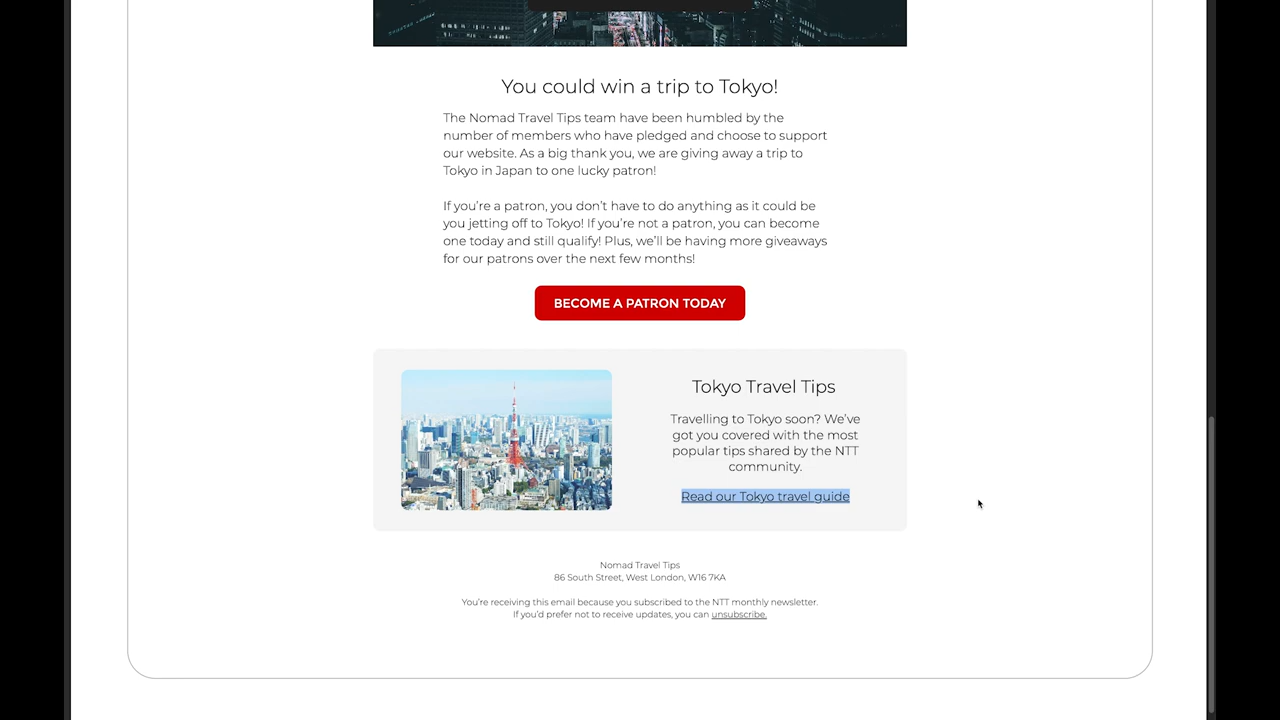 You could win a trip to Tokyo!
The Nomad Travel Tips team have been humbled by the
number of members who have pledged and choose to support
our website. As a big thank you, we are giving away a trip to
Tokyo in Japan to one lucky patron!
If you're a patron, you don't have to do anything as it could be
you jetting off to Tokyo! If you're not a patron, you can become
one today and still qualify! Plus, we'll be having more giveaways
for our patrons over the next few months!
BECOME A PATRON TODAY
Tokyo Travel Tips
Travelling to Tokyo soon? We've
got you covered with the most
popular tips shared by the NTT
community.
Read our Tokyo travel guide
Nomad Travel Tips
86 South Street, West London, W16 7KA
You're receiving this email because you subscribed to the NTT monthly newsletter.
If you'd prefer not to receive updates, you can unsubscribe.